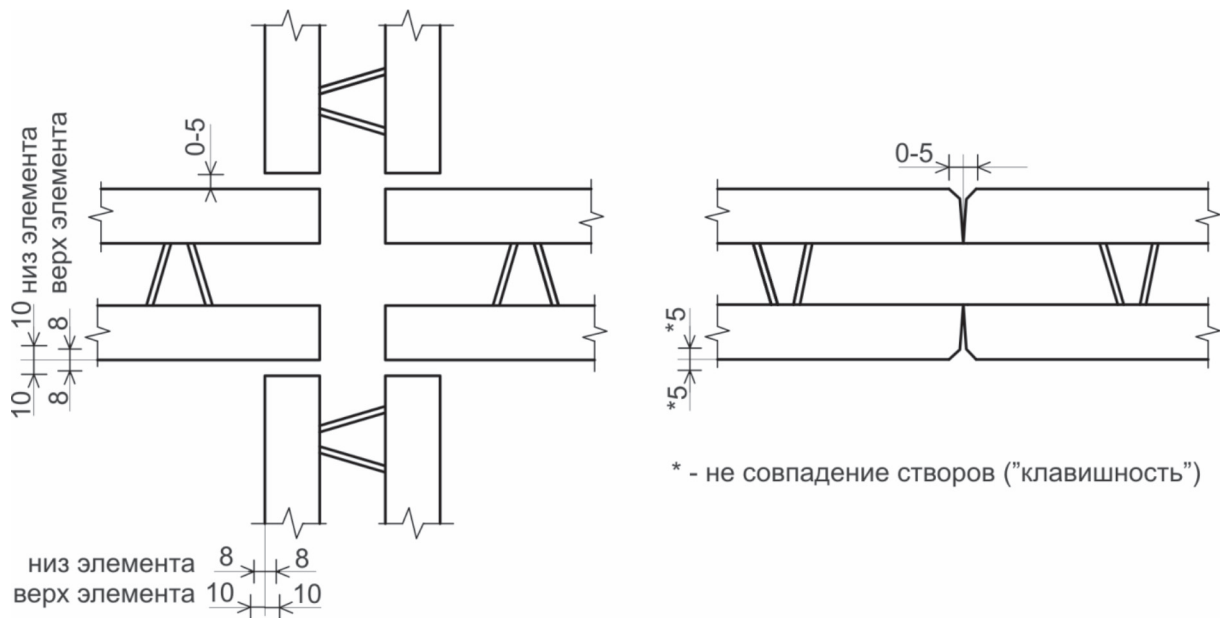 низ элемента
верх элемента
0-5
10
8
10
8
низ элемента 8 8
верх элемента 10 10
0-5
*5
*5
* - не совпадение створов ("клавишность")